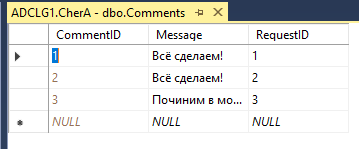 ADCLG1.CherA - dbo.Comments
CommentID Message RequestID
1 Всё сделаем! 1
2 Всё сделаем! 2
3 Починим в мо... 3
NULL NULL NULL